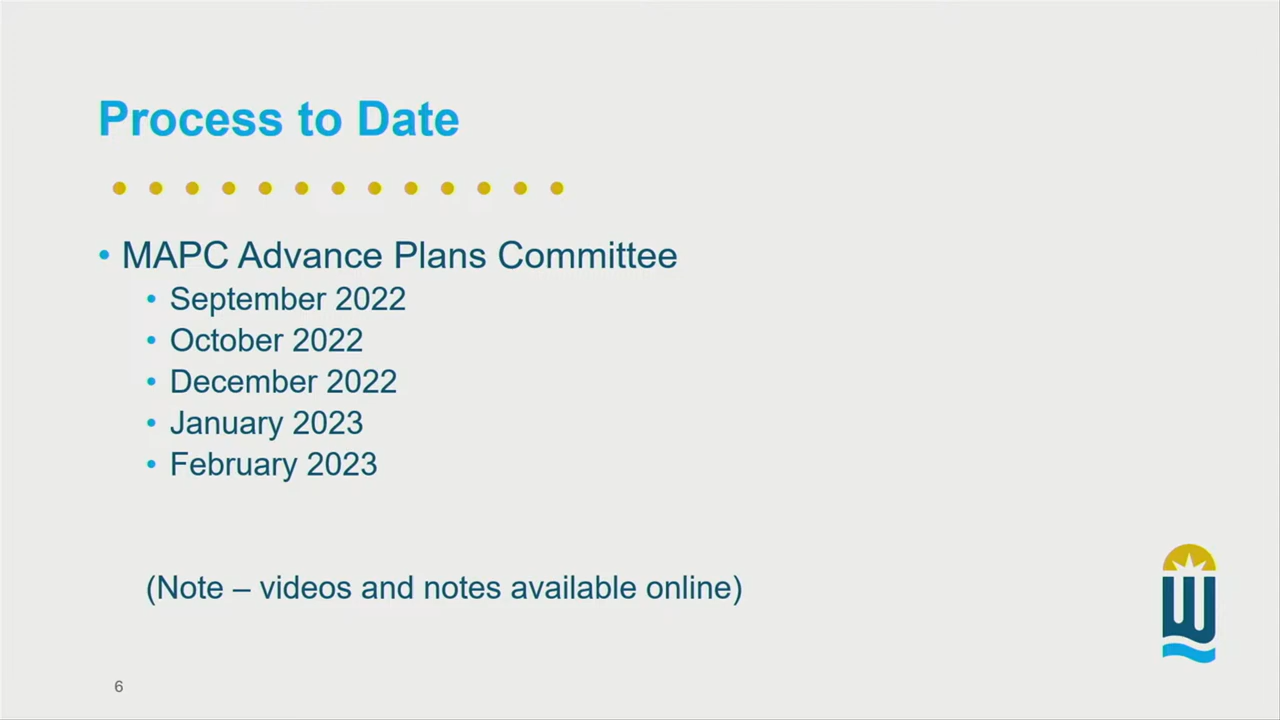 Process to Date
• MAPC Advance Plans Committee
• September 2022
• October 2022
• December 2022
• January 2023
• February 2023
(Note – videos and notes available online)
6